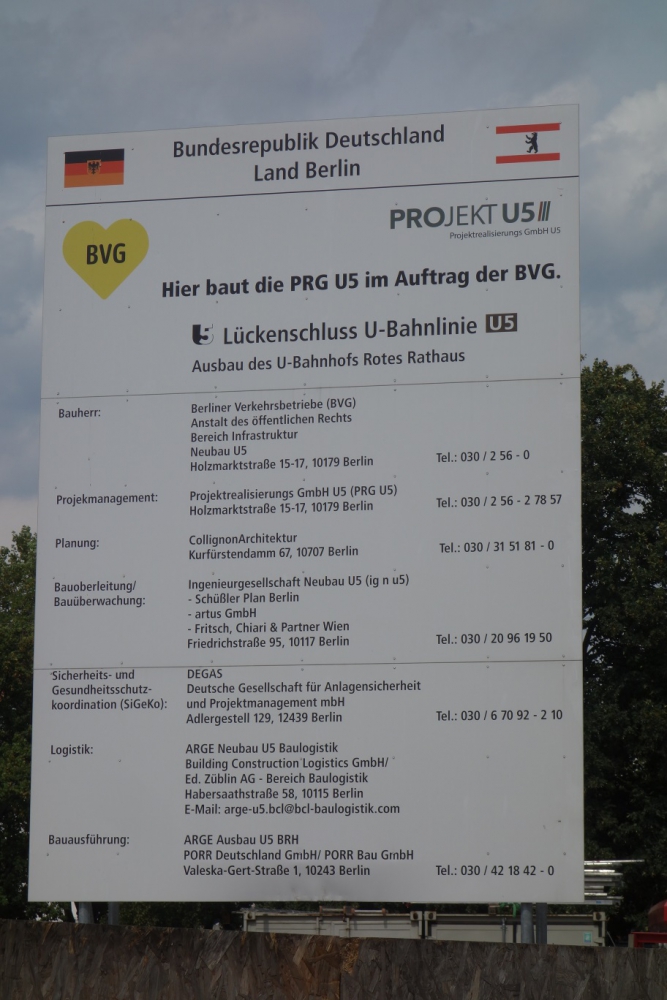 Bundesrepublik Deutschland
Land Berlin
BVG
PROJEKT U5
Projektrealisierungs GmbH U5
Hier baut die PRG U5 im Auftrag der BVG.
U5 Lückenschluss U-Bahnlinie U5
Ausbau des U-Bahnhofs Rotes Rathaus
Bauherr:
Berliner Verkehrsbetriebe (BVG)
Anstalt des öffentlichen Rechts
Bereich Infrastruktur
Neubau U5
Holzmarktstraße 15-17, 10179 Berlin Tel.: 030 / 2 56 - 0
Projekmanagement:
Projektrealisierungs GmbH U5 (PRG U5)
Holzmarktstraße 15-17, 10179 Berlin Tel.: 030 / 2 56 - 2 78 57
Planung:
CollignonArchitektur
Kurfürstendamm 67, 10707 Berlin Tel.: 030 / 31 51 81 - 0
Bauoberleitung/
Bauüberwachung:
Ingenieurgesellschaft Neubau U5 (ig n u5)
- Schüßler Plan Berlin
- artus GmbH
- Fritsch, Chiari & Partner Wien
Friedrichstraße 95, 10117 Berlin Tel.: 030 / 20 96 19 50
Sicherheits- und
Gesundheitsschutz-
koordination (SiGeKo):
DEGAS
Deutsche Gesellschaft für Anlagensicherheit
und Projektmanagement mbH
Adlergestell 129, 12439 Berlin Tel.: 030 / 6 70 92 - 2 10
Logistik:
ARGE Neubau U5 Baulogistik
Building Construction Logistics GmbH/
Ed. Züblin AG - Bereich Baulogistik
Habersaathstraße 58, 10115 Berlin
E-Mail: arge-u5.bcl@bcl-baulogistik.com
Bauausführung:
ARGE Ausbau U5 BRH
PORR Deutschland GmbH/ PORR Bau GmbH
Valeska-Gert-Straße 1, 10243 Berlin Tel.: 030 / 42 18 42 - 0